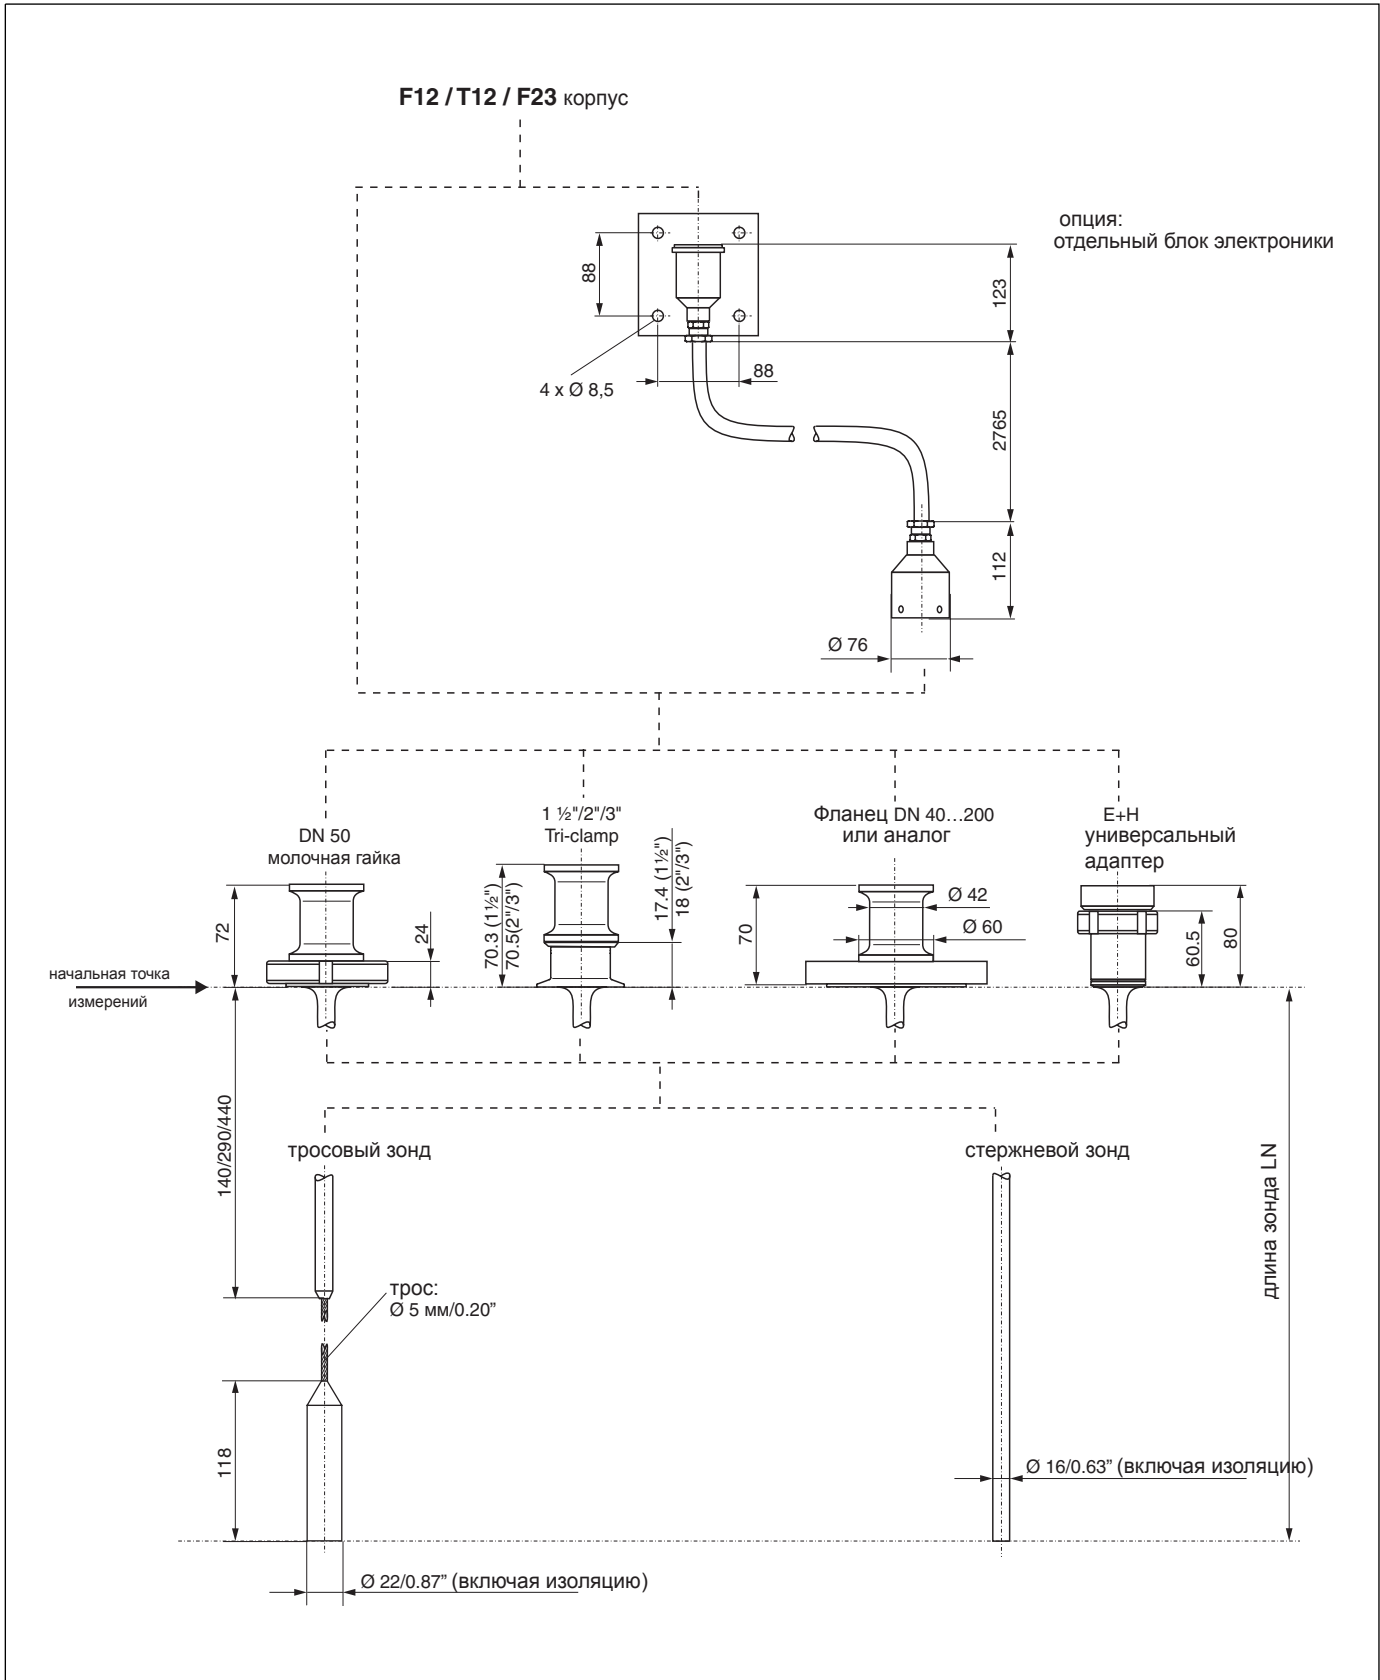 F12 / T12 / F23 корпус
опция:
отдельный блок электроники
88
123
88
4 x Ø 8,5
2765
112
Ø 76
1 ½"/2"/3"
Tri-clamp
Фланец DN 40...200
или аналог
E+H
универсальный
адаптер
DN 50
молочная гайка
72
24
70.3 (1½")
70.5(2"/3")
17.4 (1½")
18 (2"/3")
70
Ø 42
Ø 60
60.5
80
начальная точка
измерений
140/290/440
тросовый зонд
стержневой зонд
длина зонда LN
трос:
Ø 5 мм/0.20”
118
Ø 16/0.63” (включая изоляцию)
Ø 22/0.87” (включая изоляцию)